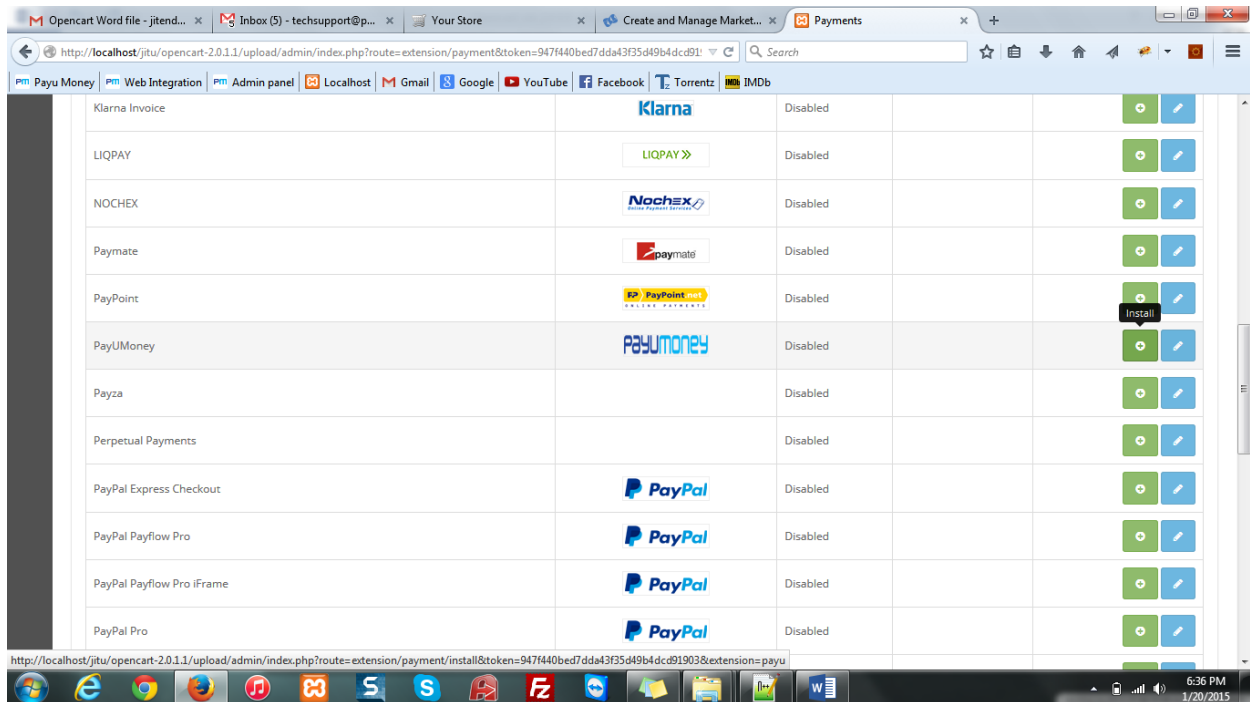 Opencart Word file - jitend... × Inbox (5) - techsupport@p... × Your Store × Create and Manage Market... × Payments × +
http://localhost/jitu/opencart-2.0.1.1/upload/admin/index.php?route=extension/payment&token=947f440bed7dda43f35d49b4dcd91! Search
Payu Money Web Integration Admin panel Localhost Gmail Google YouTube Facebook Torrentz IMDb
Klarna Invoice Klarna Disabled
LIQPAY LIQPAY Disabled
NOCHEX Nochex Online Payment Services Disabled
Paymate paymate Disabled
PayPoint PayPoint.net ONLINE PAYMENTS Disabled
Install
PayUMoney PayUmoney Disabled
Payza Disabled
Perpetual Payments Disabled
PayPal Express Checkout PayPal Disabled
PayPal Payflow Pro PayPal Disabled
PayPal Payflow Pro iFrame PayPal Disabled
PayPal Pro PayPal Disabled
http://localhost/jitu/opencart-2.0.1.1/upload/admin/index.php?route=extension/payment/install&token=947f440bed7dda43f35d49b4dcd91903&extension=payu
6:36 PM
1/20/2015